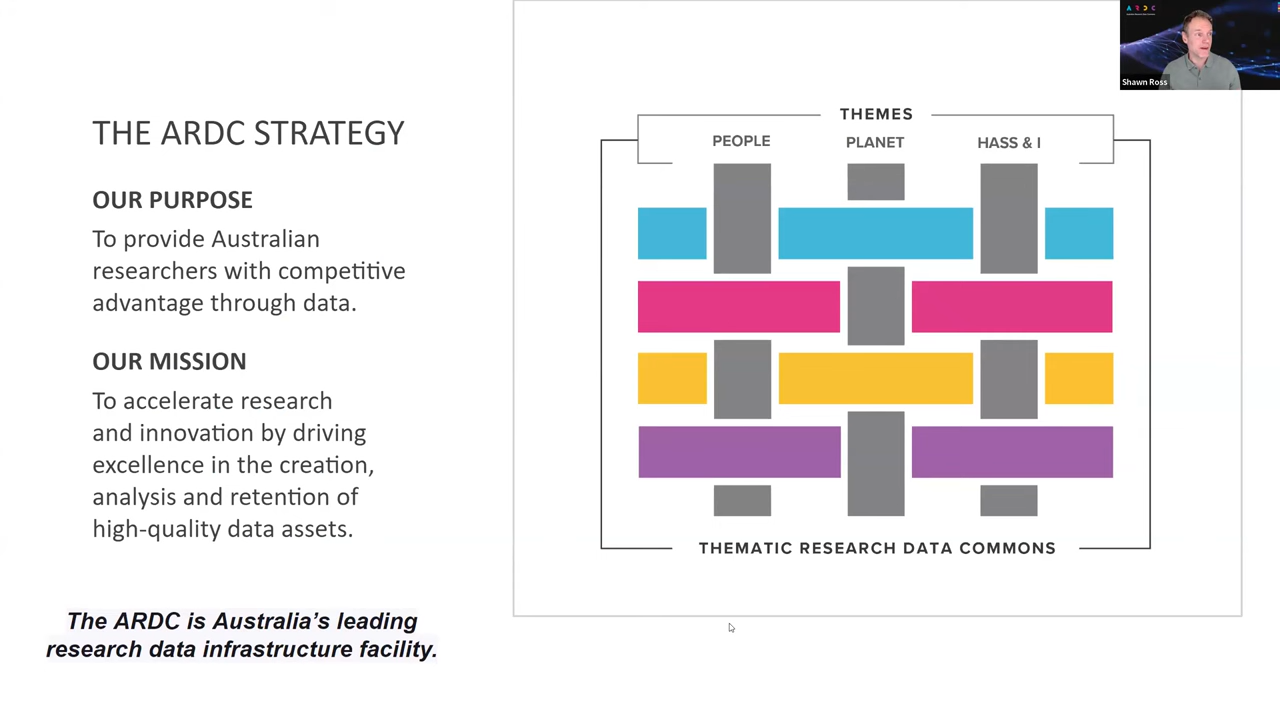 THE ARDC STRATEGY
OUR PURPOSE
To provide Australian
researchers with competitive
advantage through data.
OUR MISSION
To accelerate research
and innovation by driving
excellence in the creation,
analysis and retention of
high-quality data assets.
The ARDC is Australia’s leading
research data infrastructure facility.
THEMES
PEOPLE
PLANET
HASS & I
THEMATIC RESEARCH DATA COMMONS
ARDC
Shawn Ross